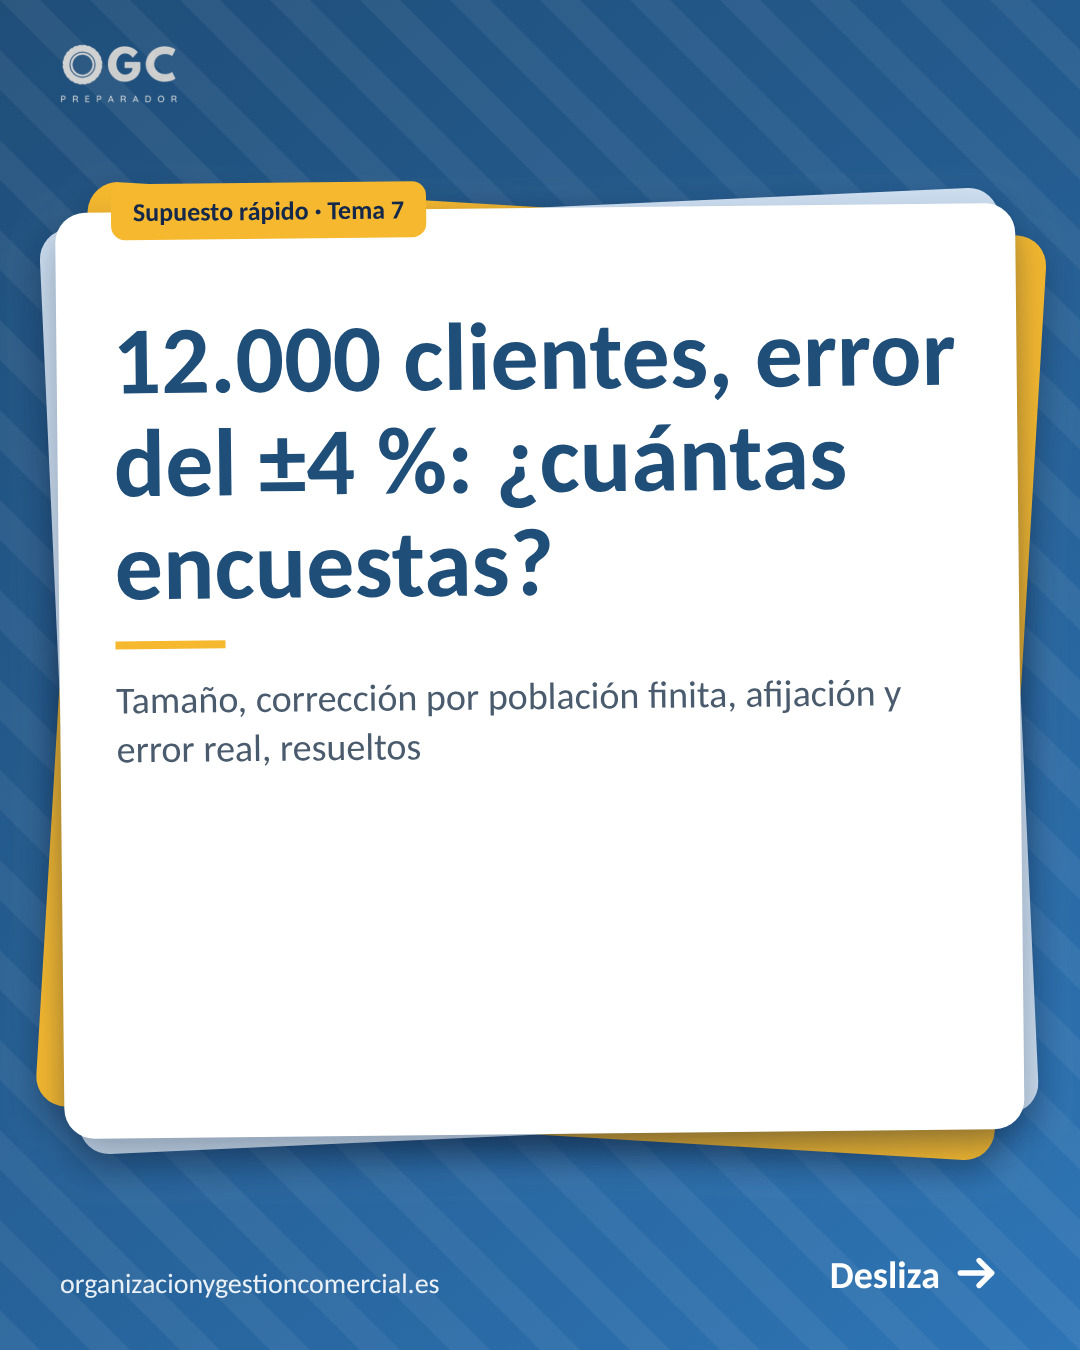 OGC
PREPARADOR
Supuesto rápido · Tema 7
12.000 clientes, error
del ±4 %: ¿cuántas
encuestas?
Tamaño, corrección por población finita, afijación y
error real, resueltos
organizacionygestioncomercial.es
Desliza →